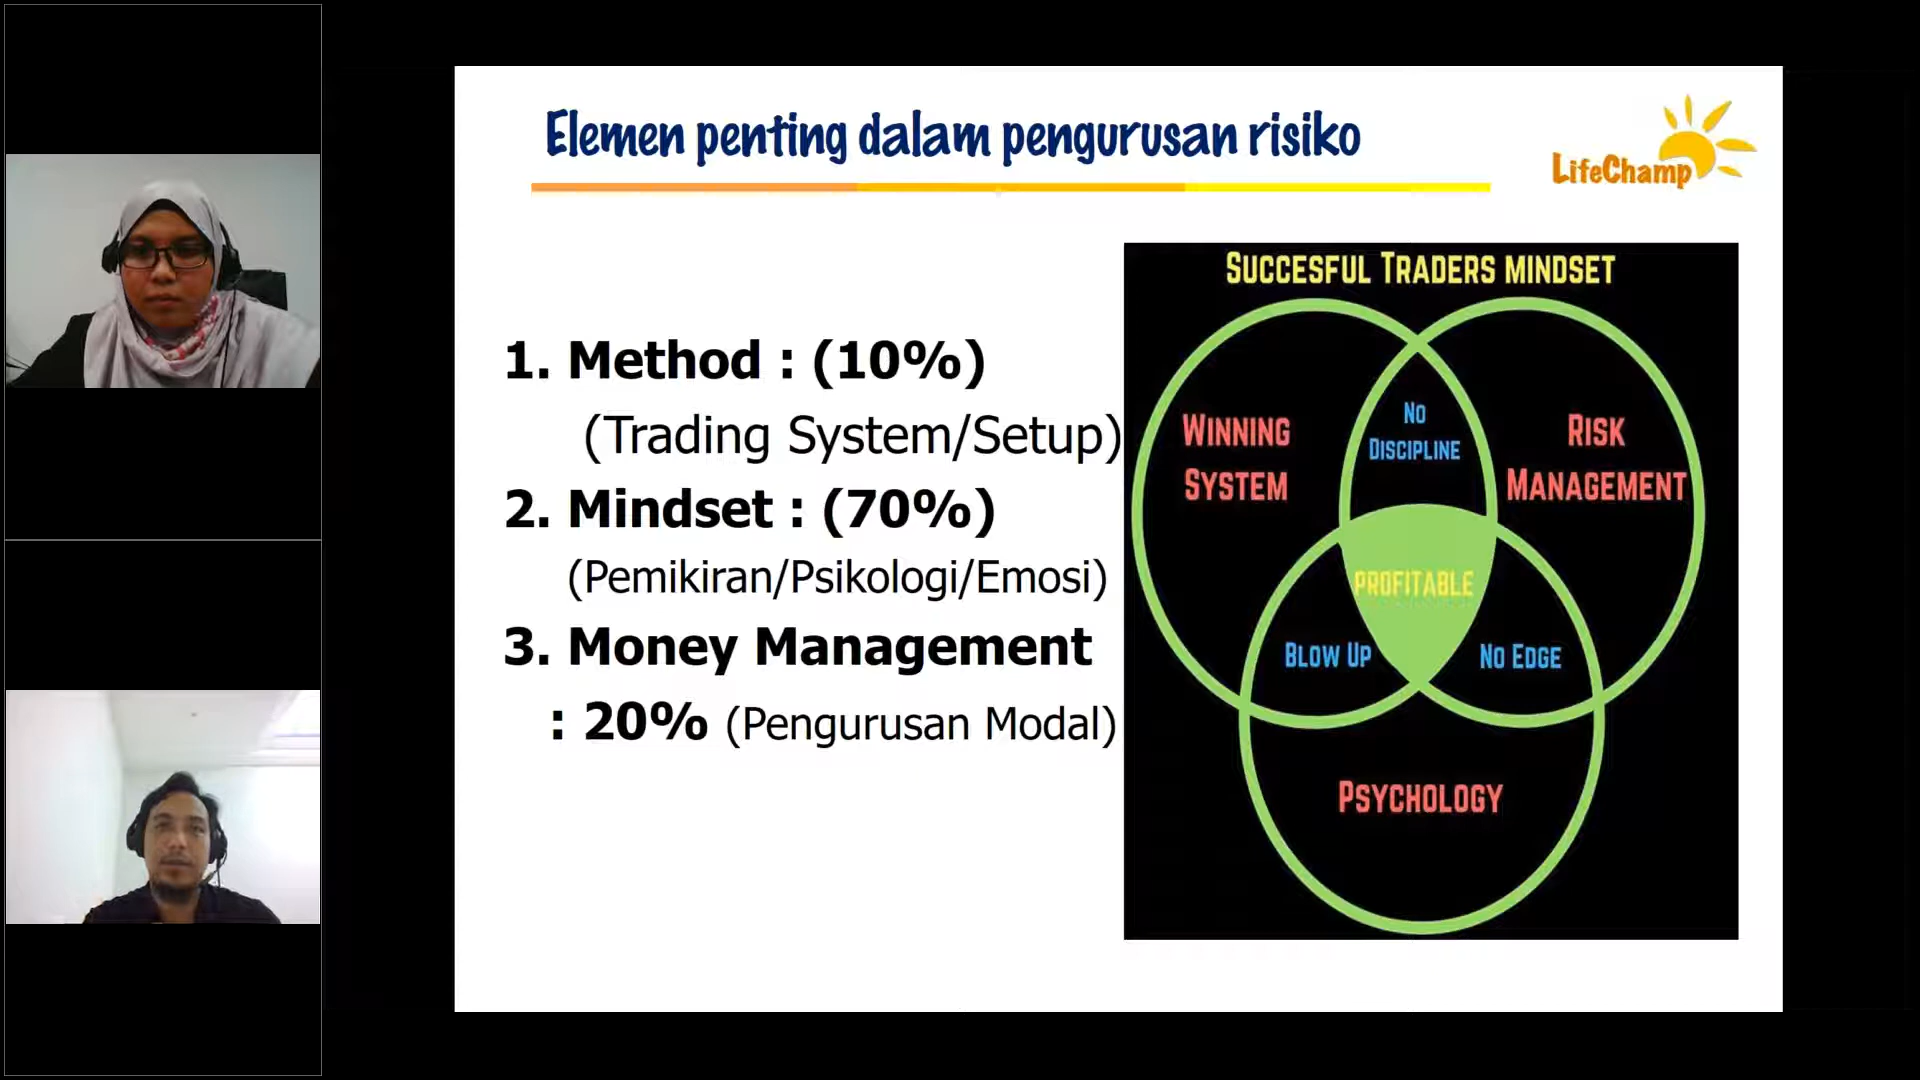 Elemen penting dalam pengurusan risiko
LifeChamp
1. Method : (10%)
(Trading System/Setup)
2. Mindset : (70%)
(Pemikiran/Psikologi/Emosi)
3. Money Management
: 20% (Pengurusan Modal)
SUCCESFUL TRADERS MINDSET
WINNING
SYSTEM
NO
DISCIPLINE
RISK
MANAGEMENT
PROFITABLE
BLOW UP
NO EDGE
PSYCHOLOGY